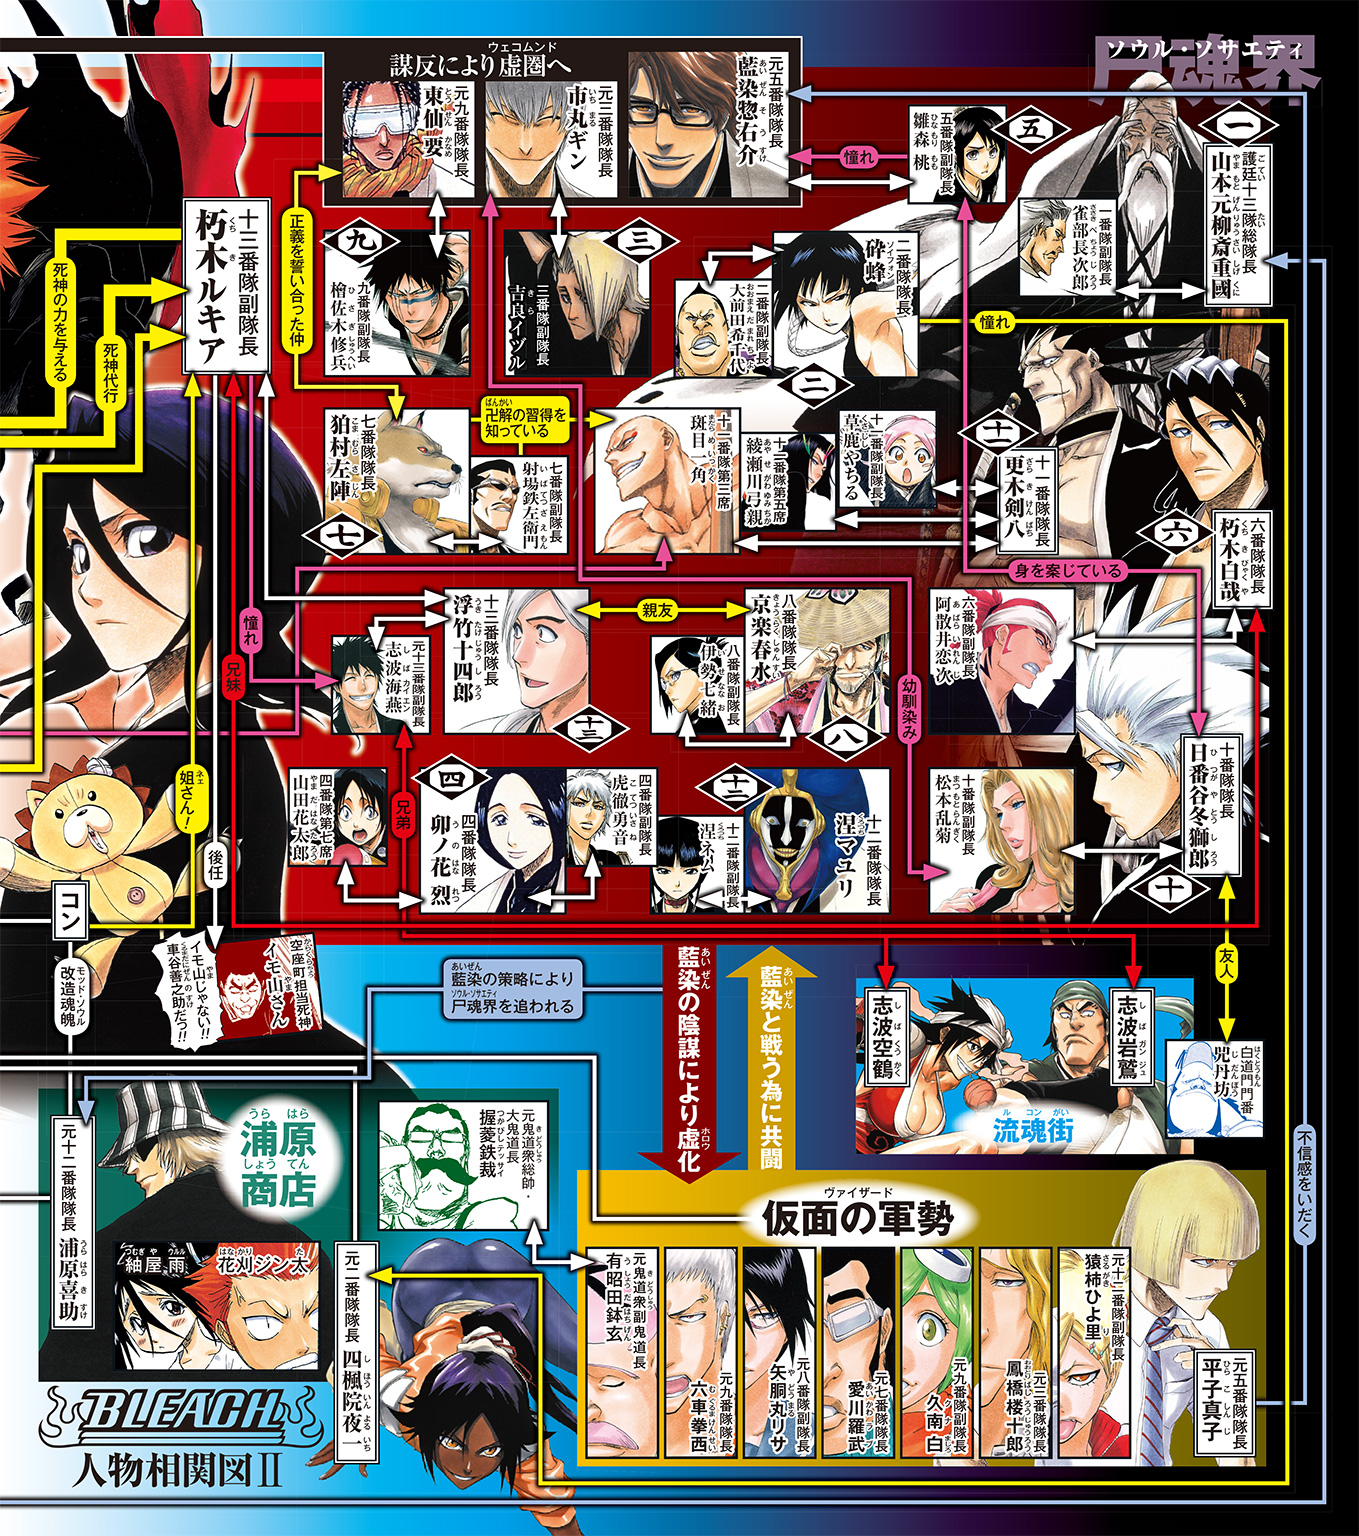 ソウル・ソサエティ
尸魂界
一
護廷十三隊総隊長
山本元柳斎重國
一番隊副隊長
雀部長次郎
五
五番隊副隊長
雛森 桃
憧れ
ウェコムンド
謀反により虚圏へ
元五番隊隊長
藍染惣右介
元三番隊隊長
市丸ギン
元九番隊隊長
東仙要
十三番隊副隊長
朽木ルキア
死神の力を与える
死神代行
正義を誓い合った仲
九
九番隊副隊長
檜佐木修兵
三
三番隊副隊長
吉良イヅル
二番隊隊長
砕蜂
ソイフォン
二番隊副隊長
大前田希千代
二
憧れ
七番隊隊長
狛村左陣
七
七番隊副隊長
射場鉄左衛門
卍解の習得を
知っている
十一番隊第三席
斑目一角
十一番隊第五席
綾瀬川弓親
十一番隊副隊長
草鹿やちる
十一
十一番隊隊長
更木剣八
六
六番隊隊長
朽木白哉
身を案じている
憧れ
兄妹
十三番隊隊長
浮竹十四郎
親友
元十三番隊副隊長
志波海燕
十三
八番隊隊長
京楽春水
八番隊副隊長
伊勢七緒
八
幼馴染み
六番隊副隊長
阿散井恋次
十番隊隊長
日番谷冬獅郎
十
十番隊副隊長
松本乱菊
姐さん!
ネエ
兄弟
四番隊第七席
山田花太郎
四
四番隊隊長
卯ノ花 烈
四番隊副隊長
虎徹勇音
十二
十二番隊副隊長
涅ネム
十二番隊隊長
涅マユリ
後任
コン
モッド・ソウル
改造魂魄
空座町担当死神
イモ山さん
イモ山じゃない!!
車谷善之助だっ!!
藍染の策略により
ソウル・ソサエティ
尸魂界を追われる
藍染の陰謀により虚化
ホロウ
藍染と戦う為に共闘
友人
志波空鶴
志波岩鷲
ルコンがい
流魂街
白道門門番
兕丹坊
不信感をいだく
うらはら
浦原
しょうてん
商店
元十二番隊隊長 浦原喜助
紬屋 雨
花刈ジン太
元鬼道衆総帥・
大鬼道長
握菱鉄裁
元二番隊隊長 四楓院夜一
ヴァイザード
仮面の軍勢
元鬼道衆副鬼道長
有昭田鉢玄
元九番隊隊長
六車拳西
元八番隊副隊長
矢胴丸リサ
元七番隊隊長
愛川羅武
元九番隊副隊長
久南 白
元三番隊隊長
鳳橋楼十郎
元十二番隊副隊長
猿柿ひよ里
元五番隊隊長
平子真子
BLEACH
人物相関図Ⅱ